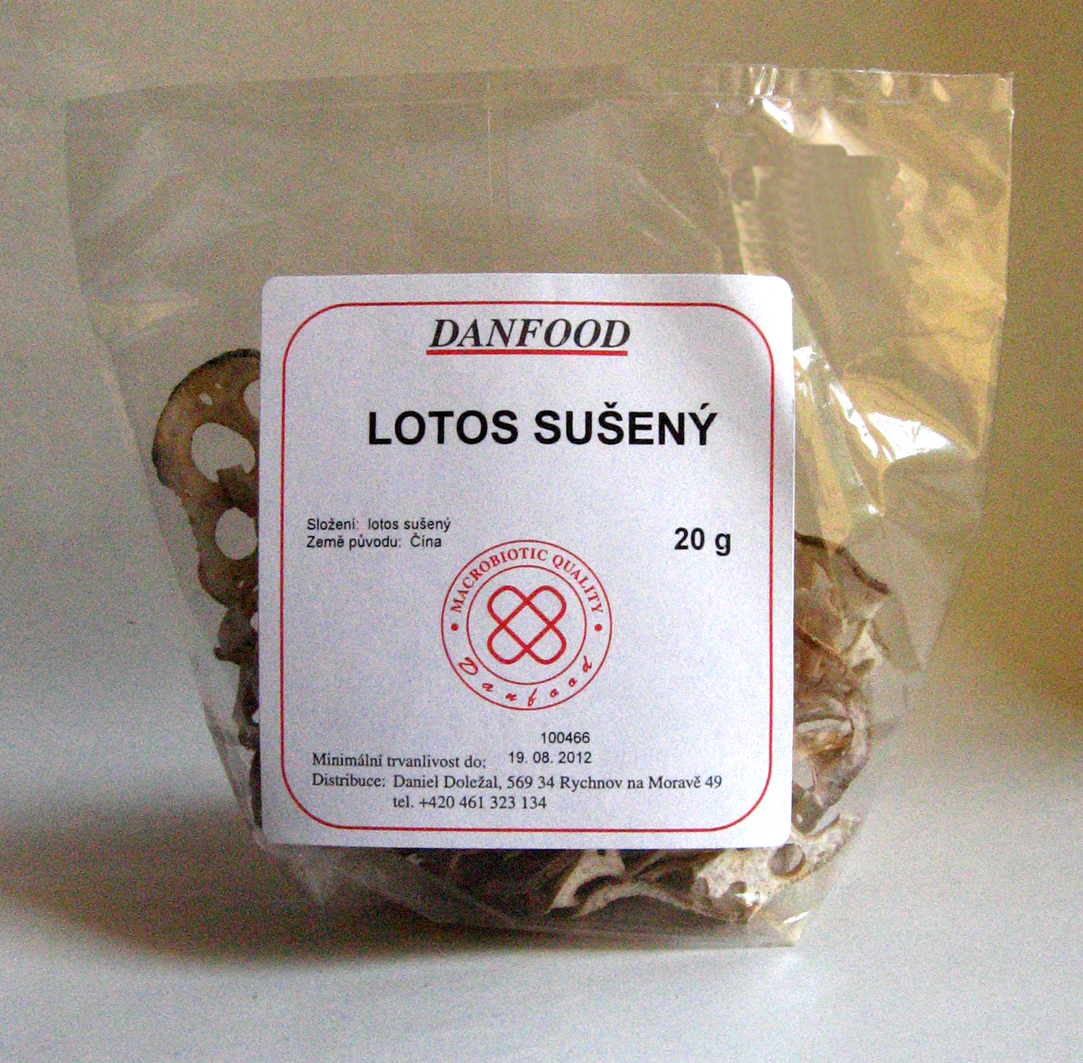 DANFOOD
LOTOS SUŠENÝ
Složení: lotos sušený
Země původu: Čína
20 g
MACROBIOTIC QUALITY
Danfood
100466
Minimální trvanlivost do: 19. 08. 2012
Distribuce: Daniel Doležal, 569 34 Rychnov na Moravě 49
tel. +420 461 323 134